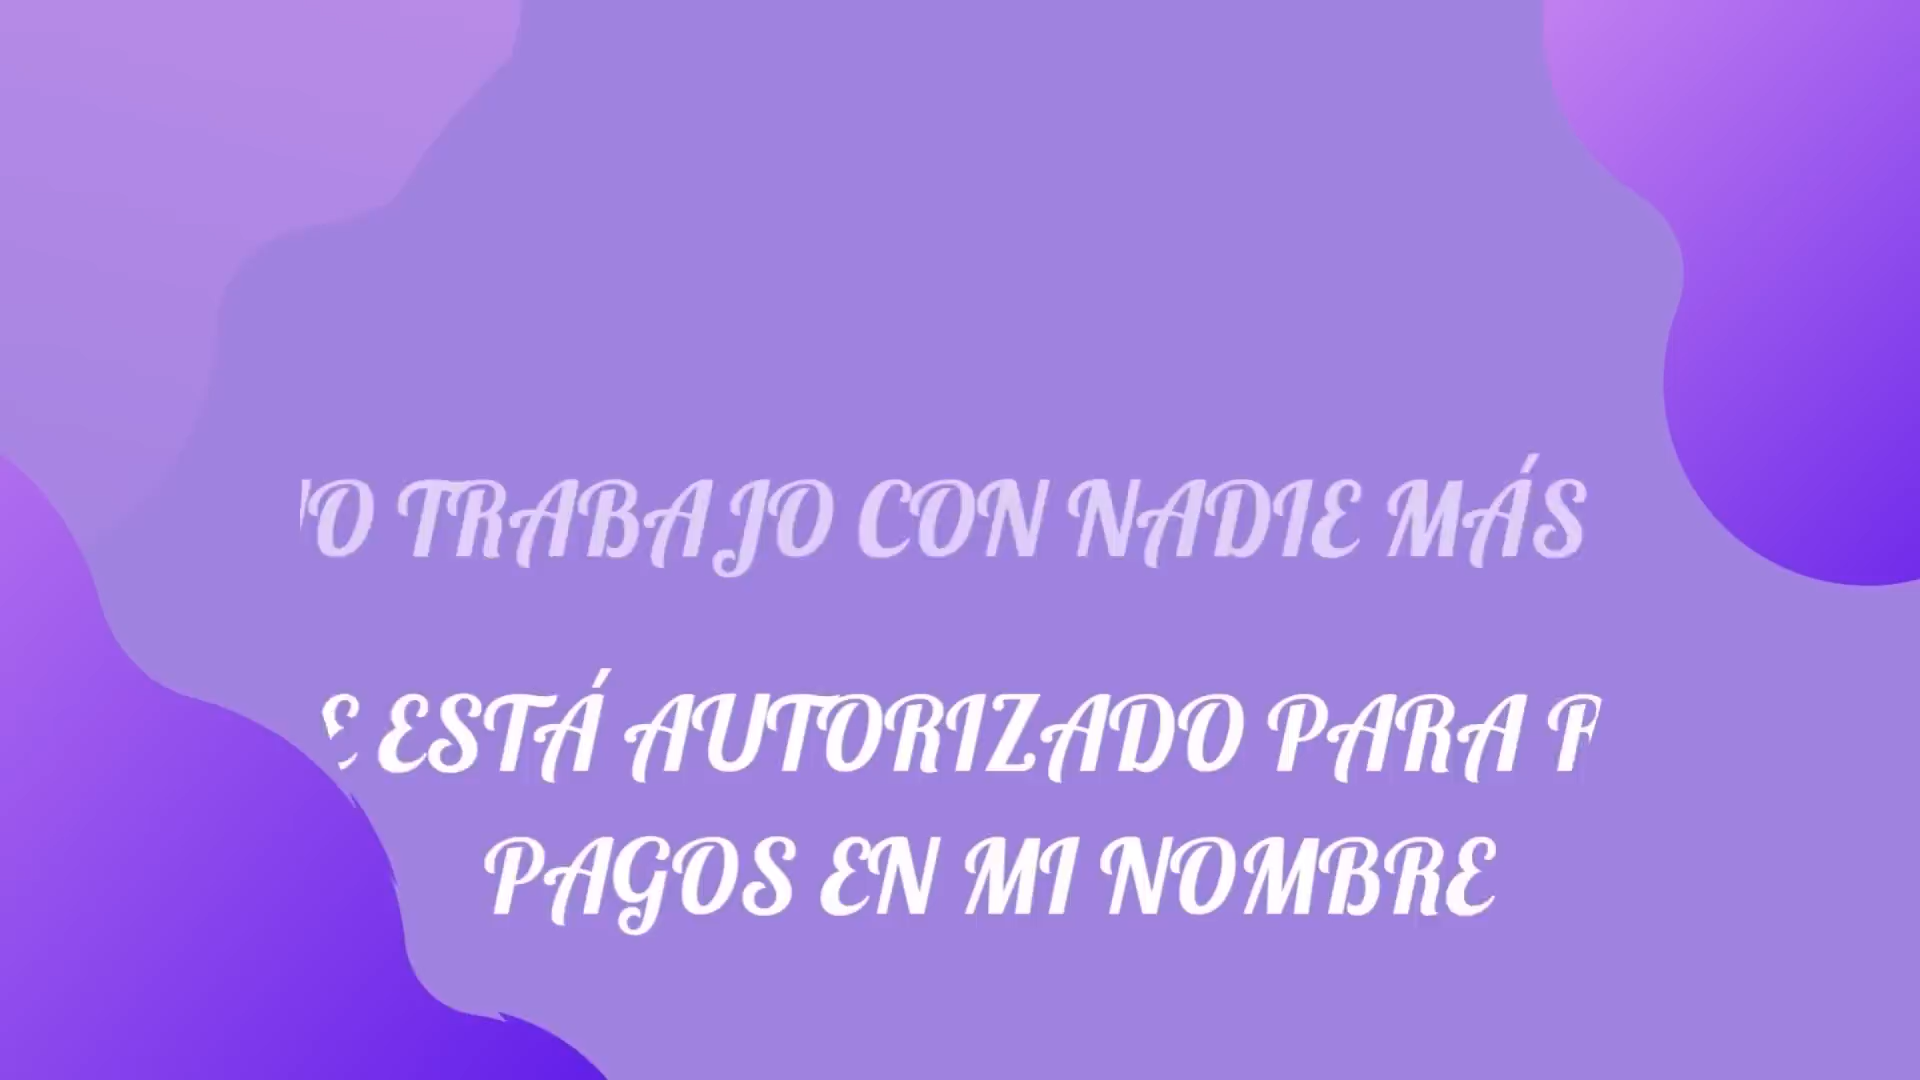 O TRABAJO CON NADIE MÁS
E ESTÁ AUTORIZADO PARA
PAGOS EN MI NOMBRE